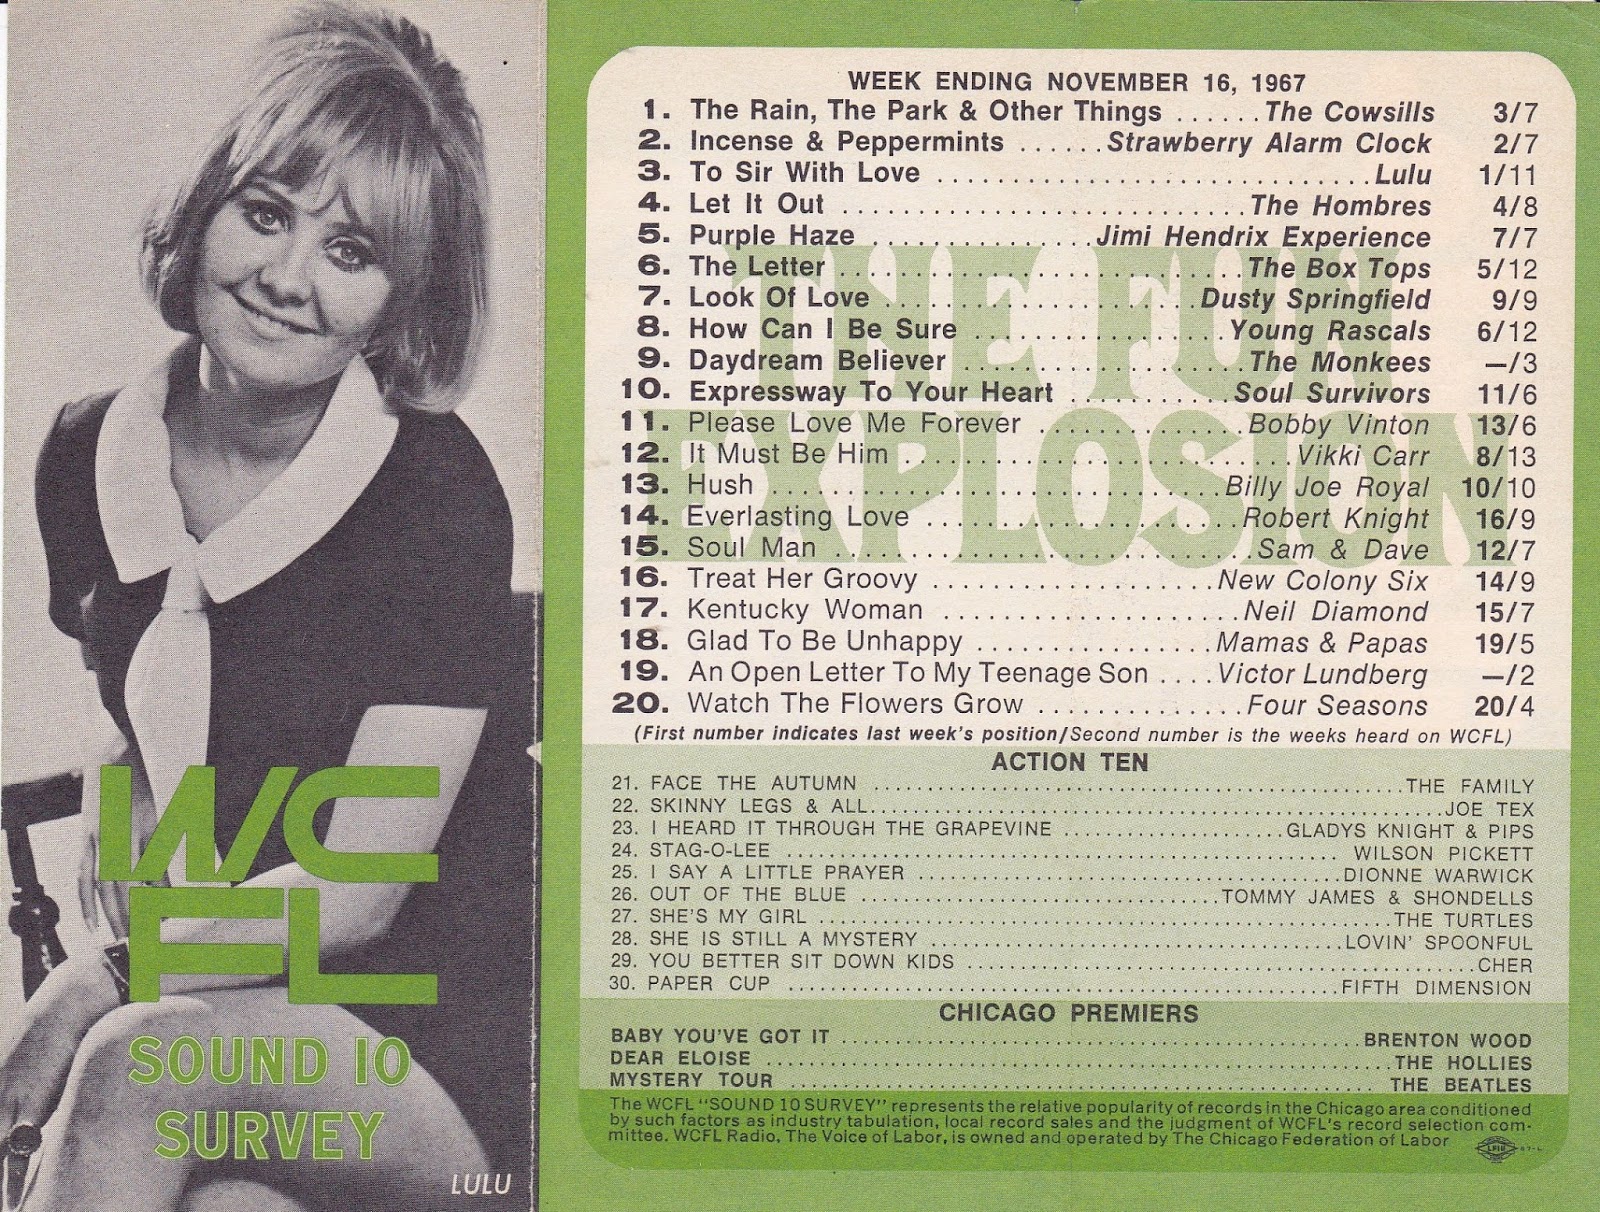 WCFL
SOUND 10
SURVEY
LULU
THE FUN
EXPLOSION
WEEK ENDING NOVEMBER 16, 1967
1. The Rain, The Park & Other Things ...... The Cowsills 3/7
2. Incense & Peppermints ...... Strawberry Alarm Clock 2/7
3. To Sir With Love ...... Lulu 1/11
4. Let It Out ...... The Hombres 4/8
5. Purple Haze ...... Jimi Hendrix Experience 7/7
6. The Letter ...... The Box Tops 5/12
7. Look Of Love ...... Dusty Springfield 9/9
8. How Can I Be Sure ...... Young Rascals 6/12
9. Daydream Believer ...... The Monkees —/3
10. Expressway To Your Heart ...... Soul Survivors 11/6
11. Please Love Me Forever ...... Bobby Vinton 13/6
12. It Must Be Him ...... Vikki Carr 8/13
13. Hush ...... Billy Joe Royal 10/10
14. Everlasting Love ...... Robert Knight 16/9
15. Soul Man ...... Sam & Dave 12/7
16. Treat Her Groovy ...... New Colony Six 14/9
17. Kentucky Woman ...... Neil Diamond 15/7
18. Glad To Be Unhappy ...... Mamas & Papas 19/5
19. An Open Letter To My Teenage Son .... Victor Lundberg —/2
20. Watch The Flowers Grow ...... Four Seasons 20/4
(First number indicates last week's position/Second number is the weeks heard on WCFL)
ACTION TEN
21. FACE THE AUTUMN ...... THE FAMILY
22. SKINNY LEGS & ALL ...... JOE TEX
23. I HEARD IT THROUGH THE GRAPEVINE ...... GLADYS KNIGHT & PIPS
24. STAG-O-LEE ...... WILSON PICKETT
25. I SAY A LITTLE PRAYER ...... DIONNE WARWICK
26. OUT OF THE BLUE ...... TOMMY JAMES & SHONDELLS
27. SHE'S MY GIRL ...... THE TURTLES
28. SHE IS STILL A MYSTERY ...... LOVIN' SPOONFUL
29. YOU BETTER SIT DOWN KIDS ...... CHER
30. PAPER CUP ...... FIFTH DIMENSION
CHICAGO PREMIERS
BABY YOU'VE GOT IT ...... BRENTON WOOD
DEAR ELOISE ...... THE HOLLIES
MYSTERY TOUR ...... THE BEATLES
The WCFL "SOUND 10 SURVEY" represents the relative popularity of records in the Chicago area conditioned
by such factors as industry tabulation, local record sales and the judgment of WCFL's record selection com-
mittee. WCFL Radio, The Voice of Labor, is owned and operated by The Chicago Federation of Labor